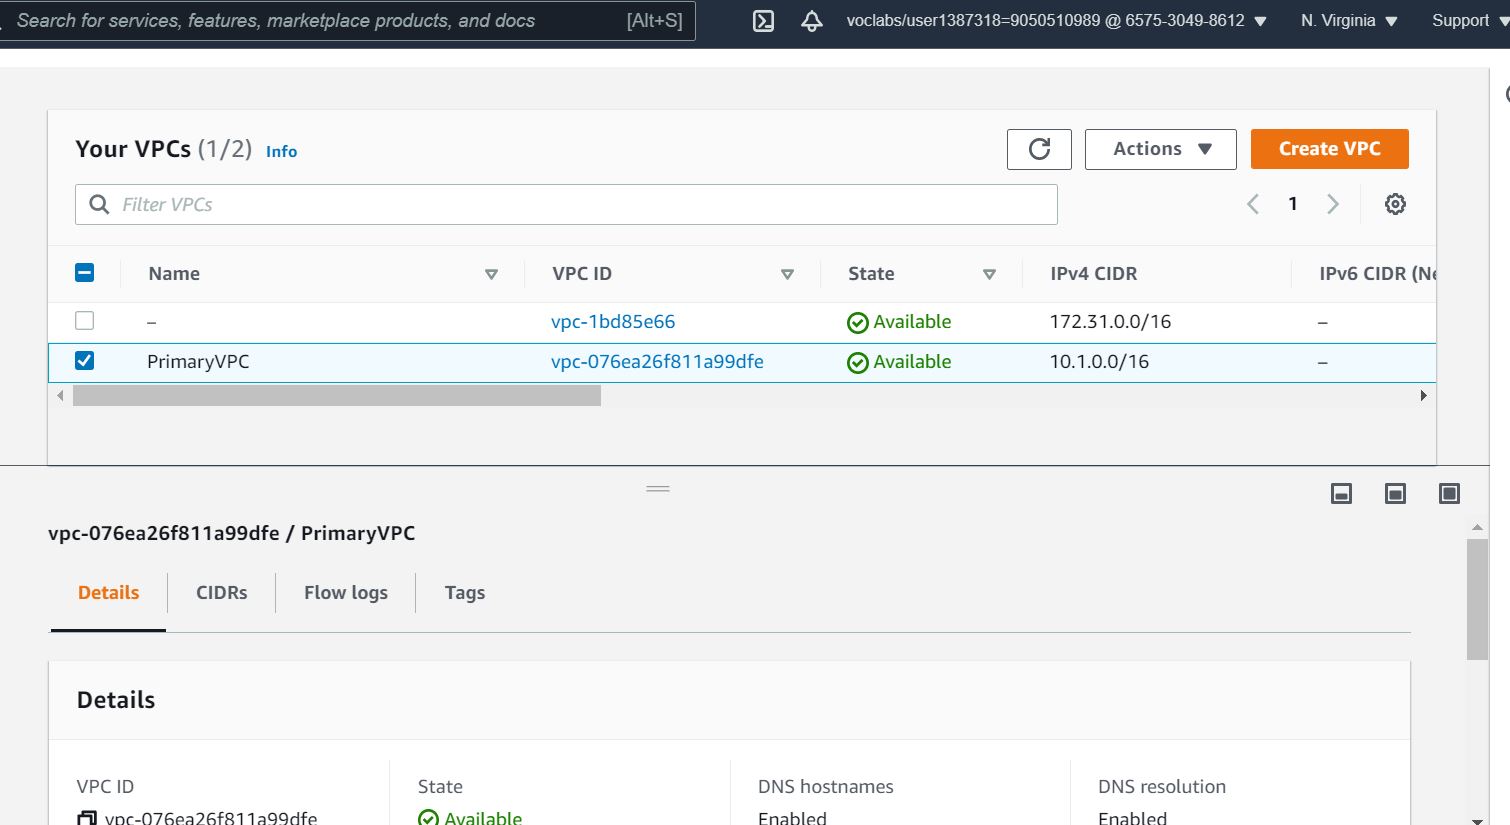 Search for services, features, marketplace products, and docs [Alt+S] voclabs/user1387318=9050510989 @ 6575-3049-8612 N. Virginia Support
Your VPCs (1/2) Info Actions Create VPC
Filter VPCs 1
Name VPC ID State IPv4 CIDR IPv6 CIDR (Ne
– vpc-1bd85e66 Available 172.31.0.0/16 –
PrimaryVPC vpc-076ea26f811a99dfe Available 10.1.0.0/16 –
vpc-076ea26f811a99dfe / PrimaryVPC
Details CIDRs Flow logs Tags
Details
VPC ID State DNS hostnames DNS resolution
vpc-076ea26f811a99dfe Available Enabled Enabled